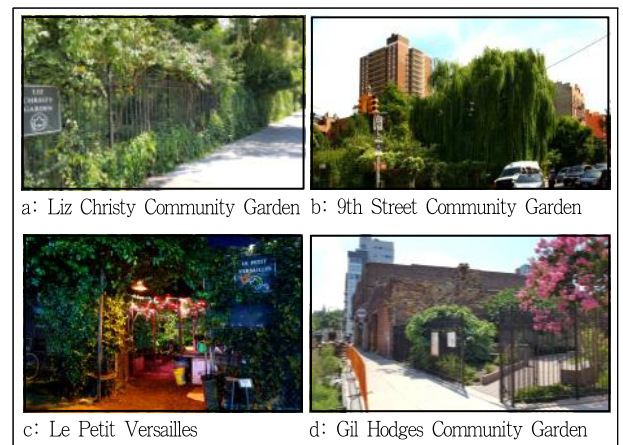 LIZ
CHRISTY
GARDEN
a: Liz Christy Community Garden
b: 9th Street Community Garden
LE PETIT
VERSAILLES
c: Le Petit Versailles
d: Gil Hodges Community Garden